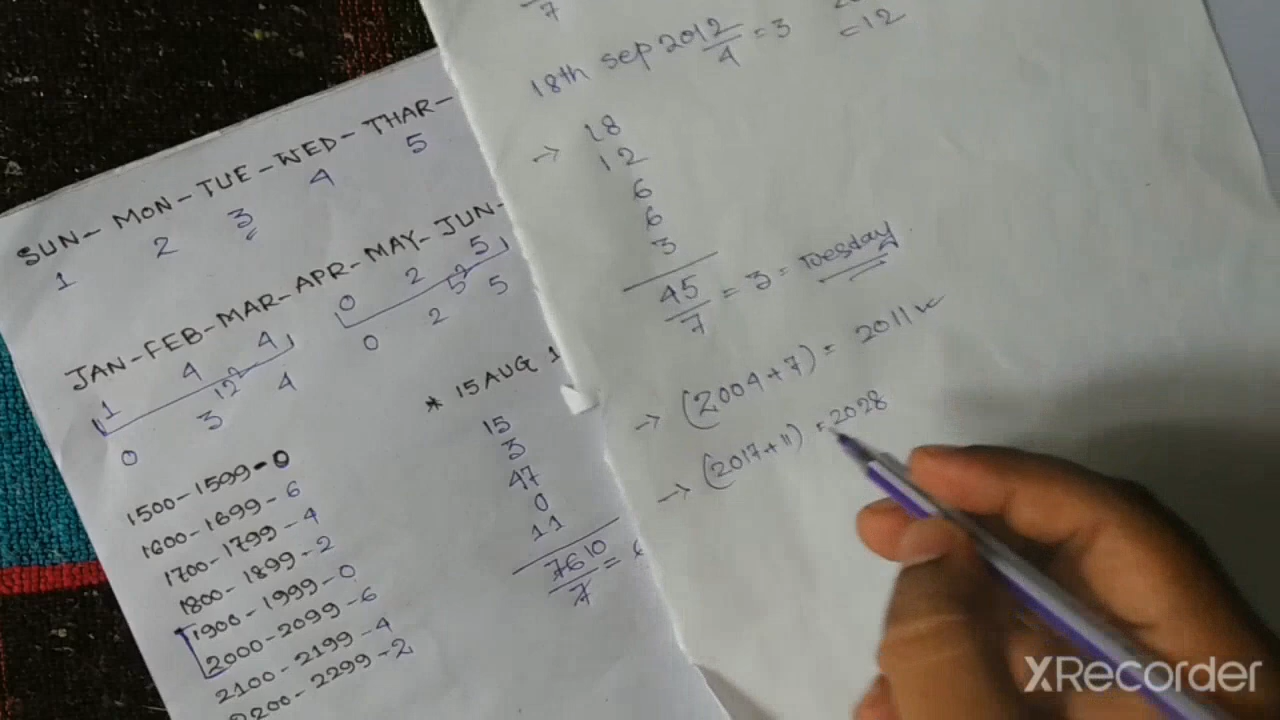 SUN- MON-TUE-WED-THAR-
1 2 3 4 5
JAN-FEB-MAR-APR-MAY-JUN-
1 4 4 0 2 5
12² 5²
0 3 4 0 2 5
1500-1599-0
1600-1699-6
1700-1799-4
1800-1899-2
1900-1999-0
2000-2099-6
2100-2199-4
2200-2299-2
* 15 AUG 1
15
3
47
0
11
7
7
18th sep 2012/4 = 3
=12
→ 18
12
6
6
3
45/7 = 3 = Tuesday
→ (2004+7) = 2011
→ (2017+11) = 2028
XRecorder